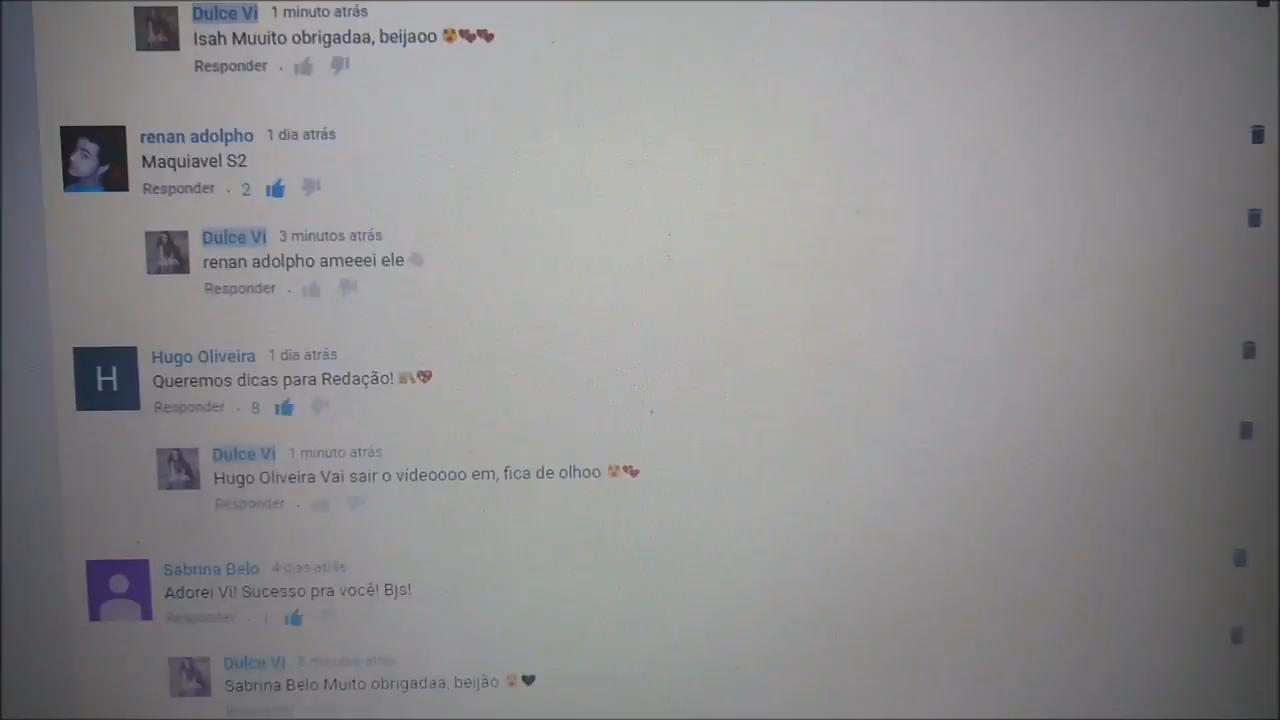 Dulce Vi 1 minuto atrás
Isah Muuito obrigadaa, beijaoo
Responder .
renan adolpho 1 dia atrás
Maquiavel S2
Responder . 2
Dulce Vi 3 minutos atrás
renan adolpho ameeei ele
Responder .
H
Hugo Oliveira 1 dia atrás
Queremos dicas para Redação!
Responder . 8
Dulce Vi 1 minuto atrás
Hugo Oliveira Vai sair o videoooo em, fica de olhoo
Responder .
Sabrina Belo 4 dias atrás
Adorei Vi! Sucesso pra você! Bjs!
Responder . 1
Dulce Vi minutos atrás
Sabrina Belo Muito obrigadaa, beijão
Responder